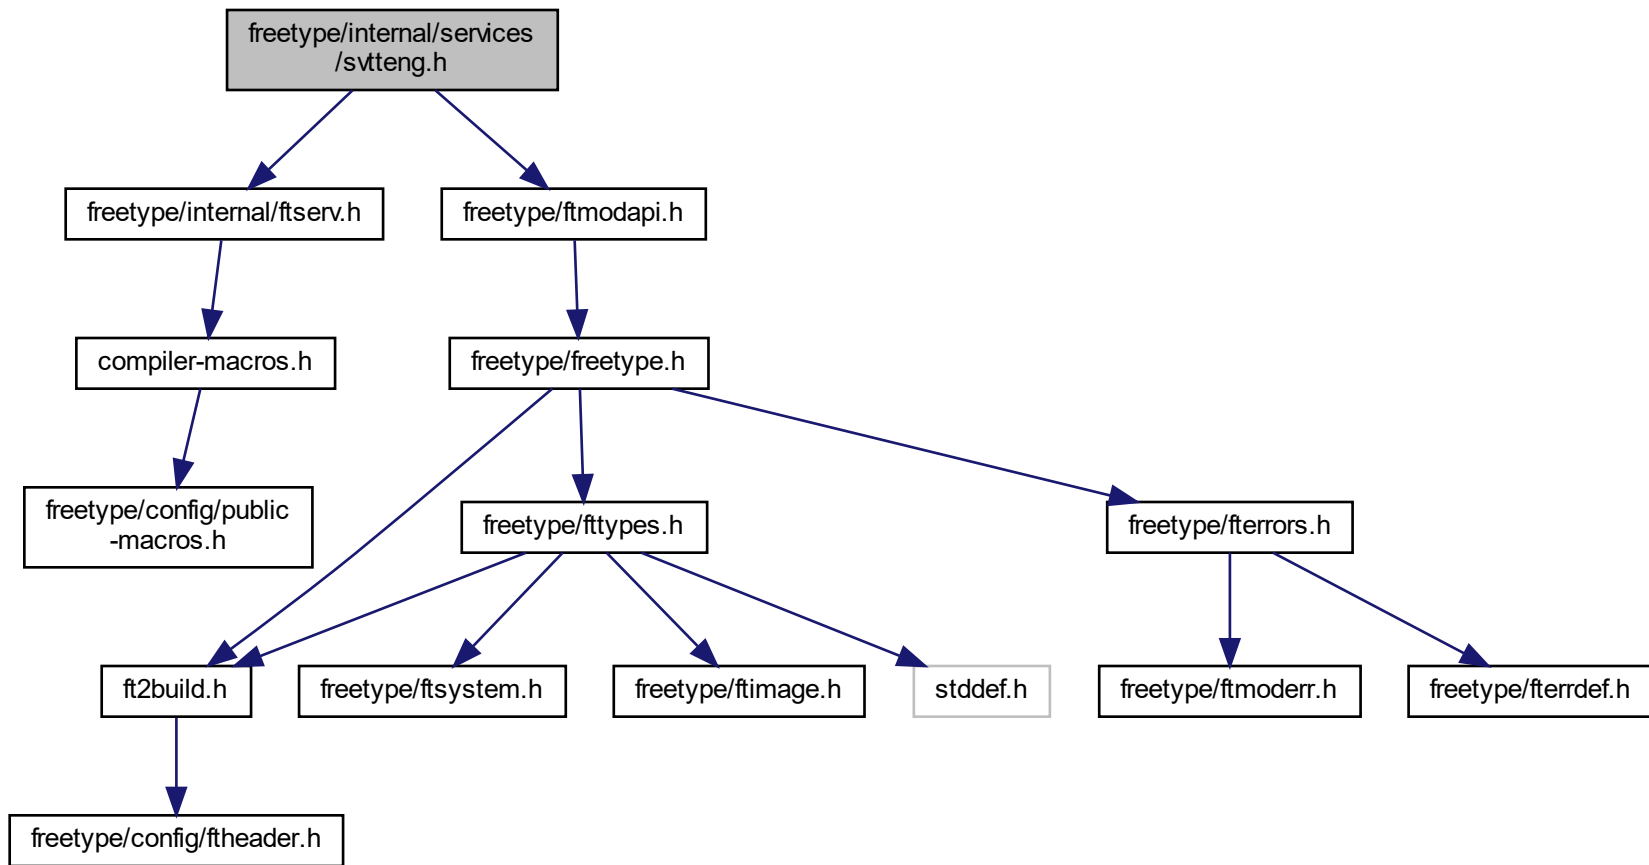 freetype/internal/services
/svtteng.h
freetype/internal/ftserv.h
freetype/ftmodapi.h
compiler-macros.h
freetype/freetype.h
freetype/config/public
-macros.h
freetype/fttypes.h
freetype/fterrors.h
ft2build.h
freetype/ftsystem.h
freetype/ftimage.h
stddef.h
freetype/ftmoderr.h
freetype/fterrdef.h
freetype/config/ftheader.h